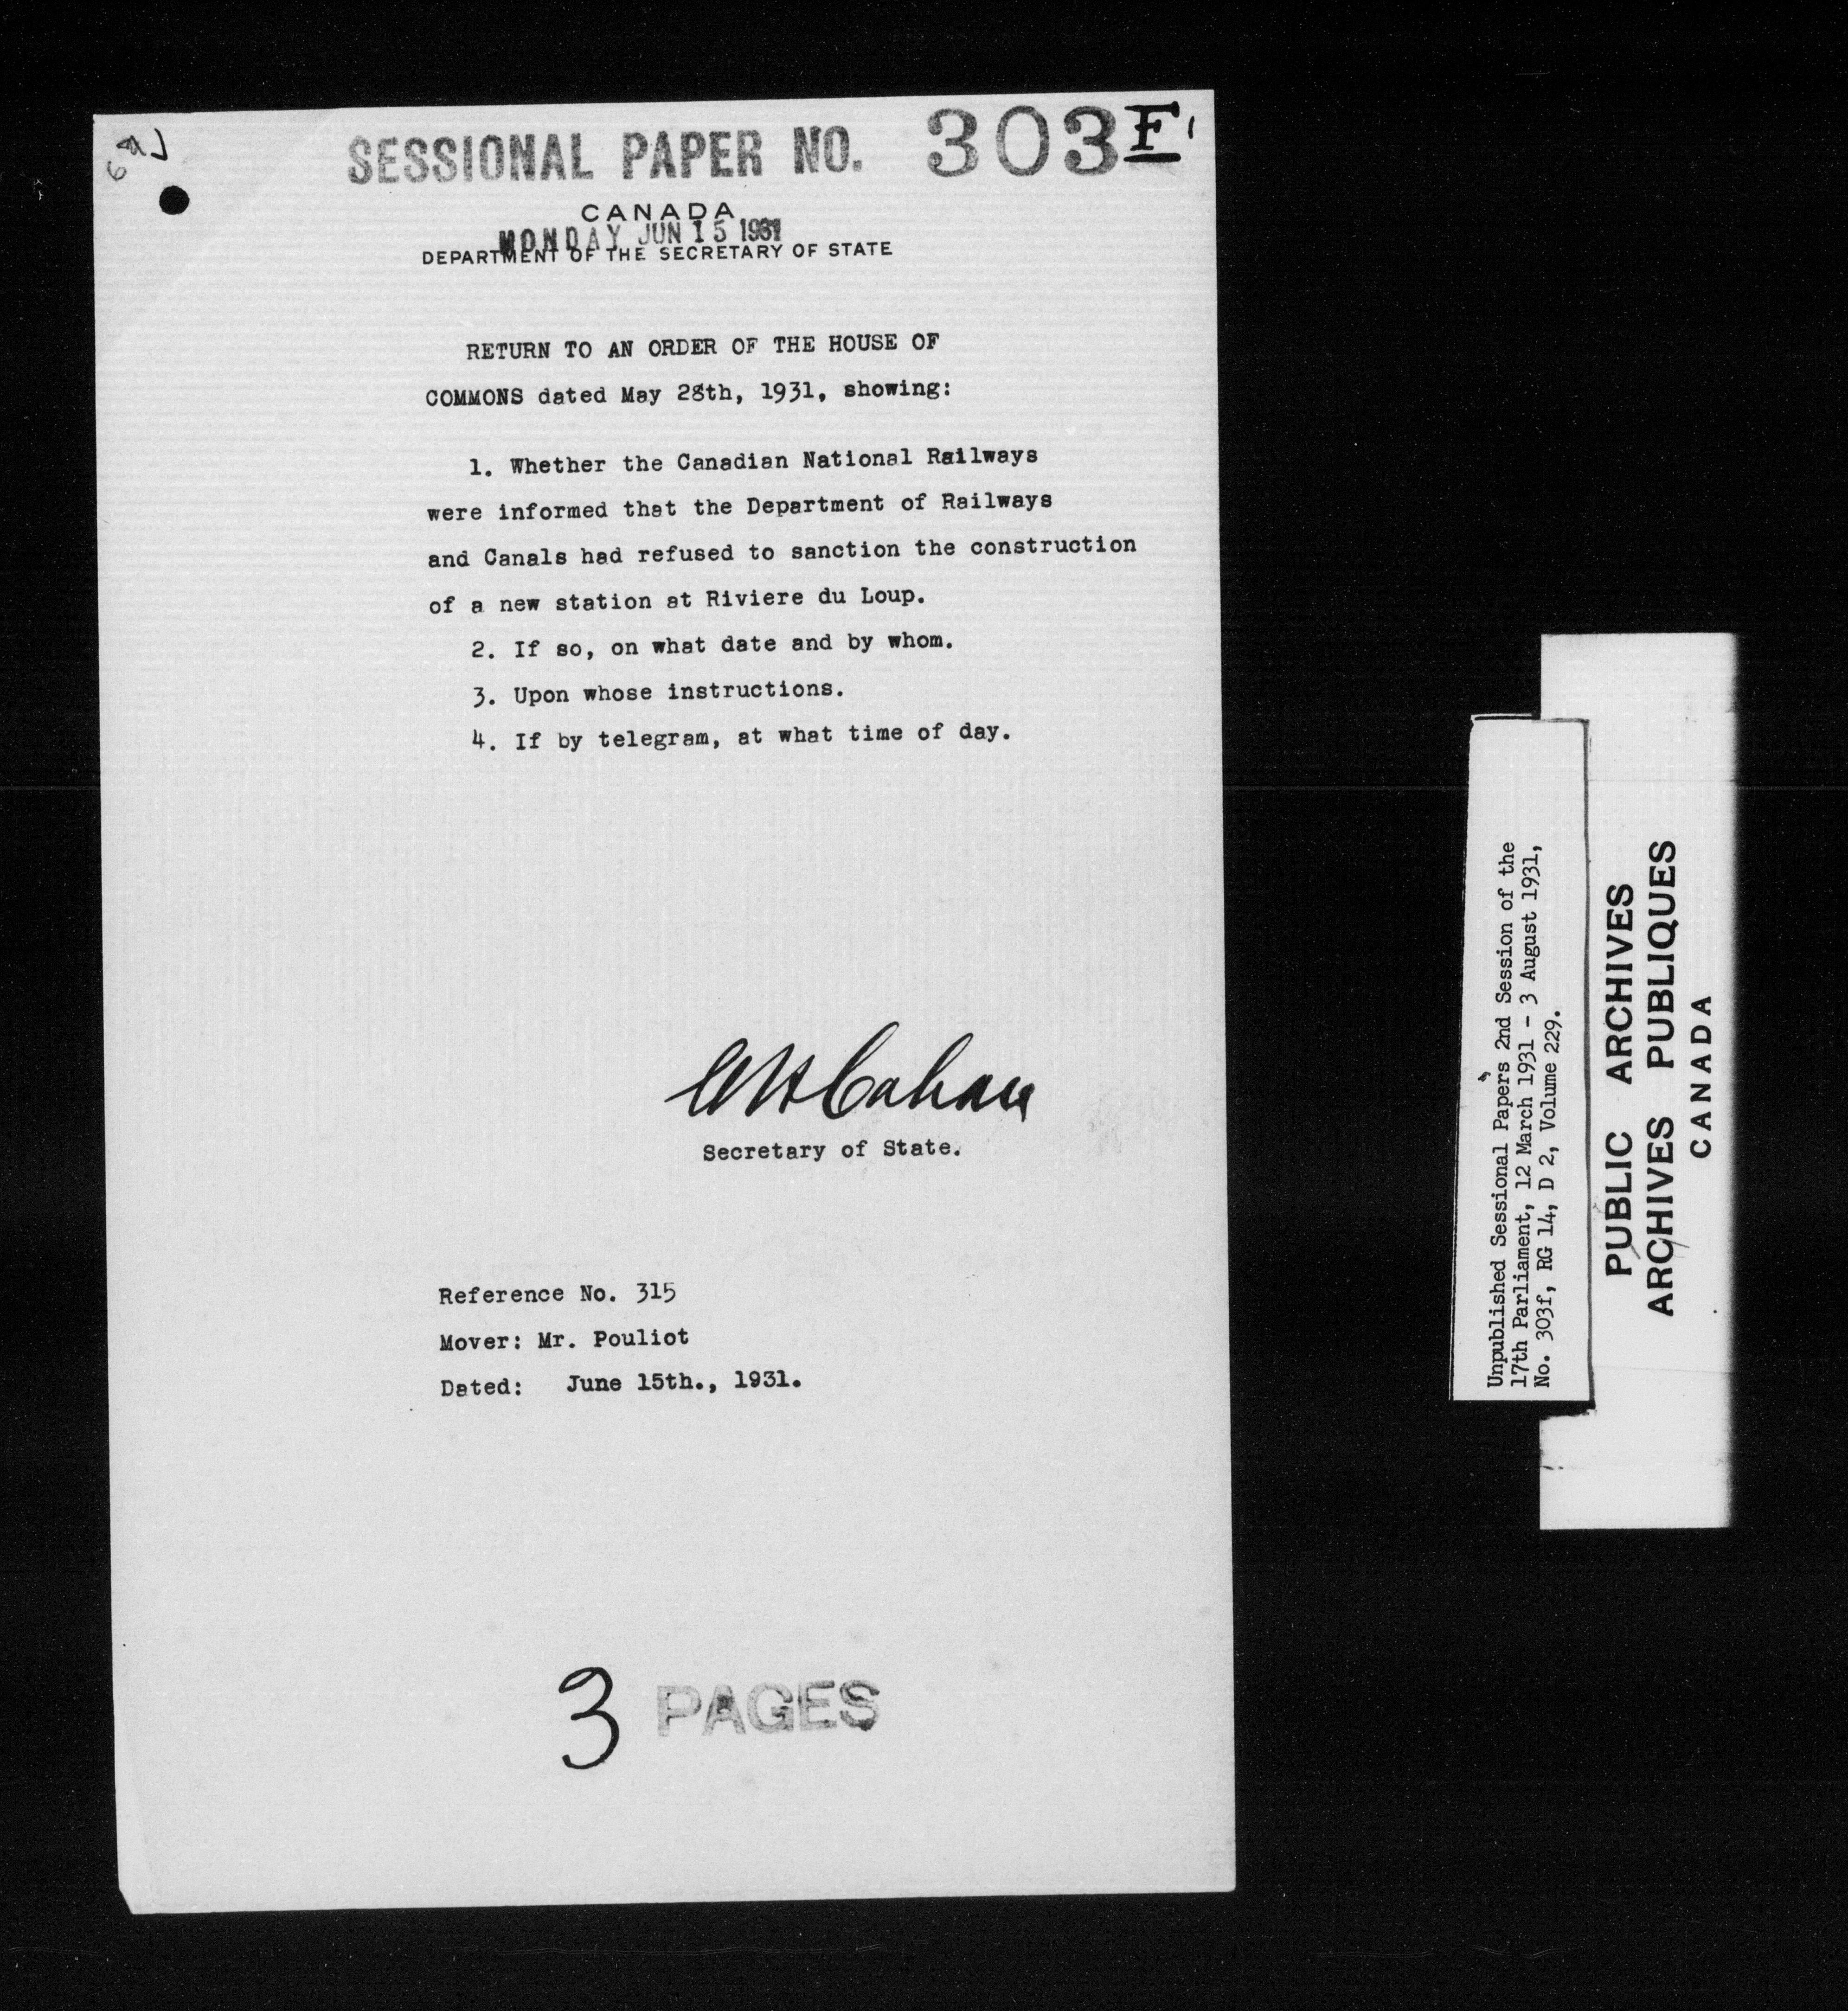 SESSIONAL PAPER NO. 303F
CANADA
MONDAY JUN 15 1931
DEPARTMENT OF THE SECRETARY OF STATE
RETURN TO AN ORDER OF THE HOUSE OF
COMMONS dated May 28th, 1931, showing:
1. Whether the Canadian National Railways
were informed that the Department of Railways
and Canals had refused to sanction the construction
of a new station at Riviere du Loup.
2. If so, on what date and by whom.
3. Upon whose instructions.
4. If by telegram, at what time of day.
C H Cahan
Secretary of State.
Reference No. 315
Mover: Mr. Pouliot
Dated: June 15th., 1931.
3 PAGES
Unpublished Sessional Papers 2nd Session of the
17th Parliament, 12 March 1931 - 3 August 1931,
No. 303f, RG 14, D 2, Volume 229.
PUBLIC ARCHIVES
ARCHIVES PUBLIQUES
CANADA